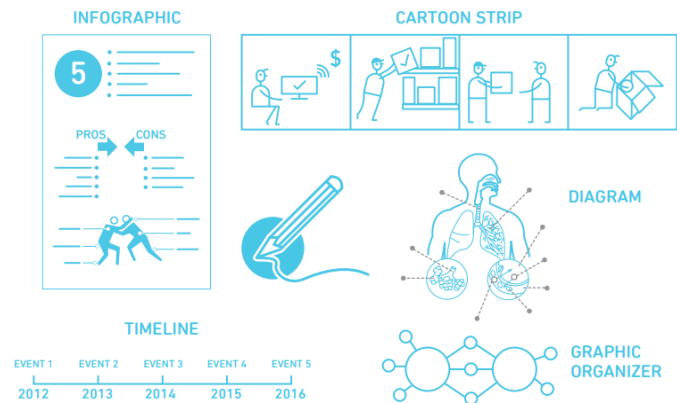 INFOGRAPHIC
5
PROS
CONS
CARTOON STRIP
$
DIAGRAM
TIMELINE
EVENT 1 EVENT 2 EVENT 3 EVENT 4 EVENT 5
2012 2013 2014 2015 2016
GRAPHIC
ORGANIZER